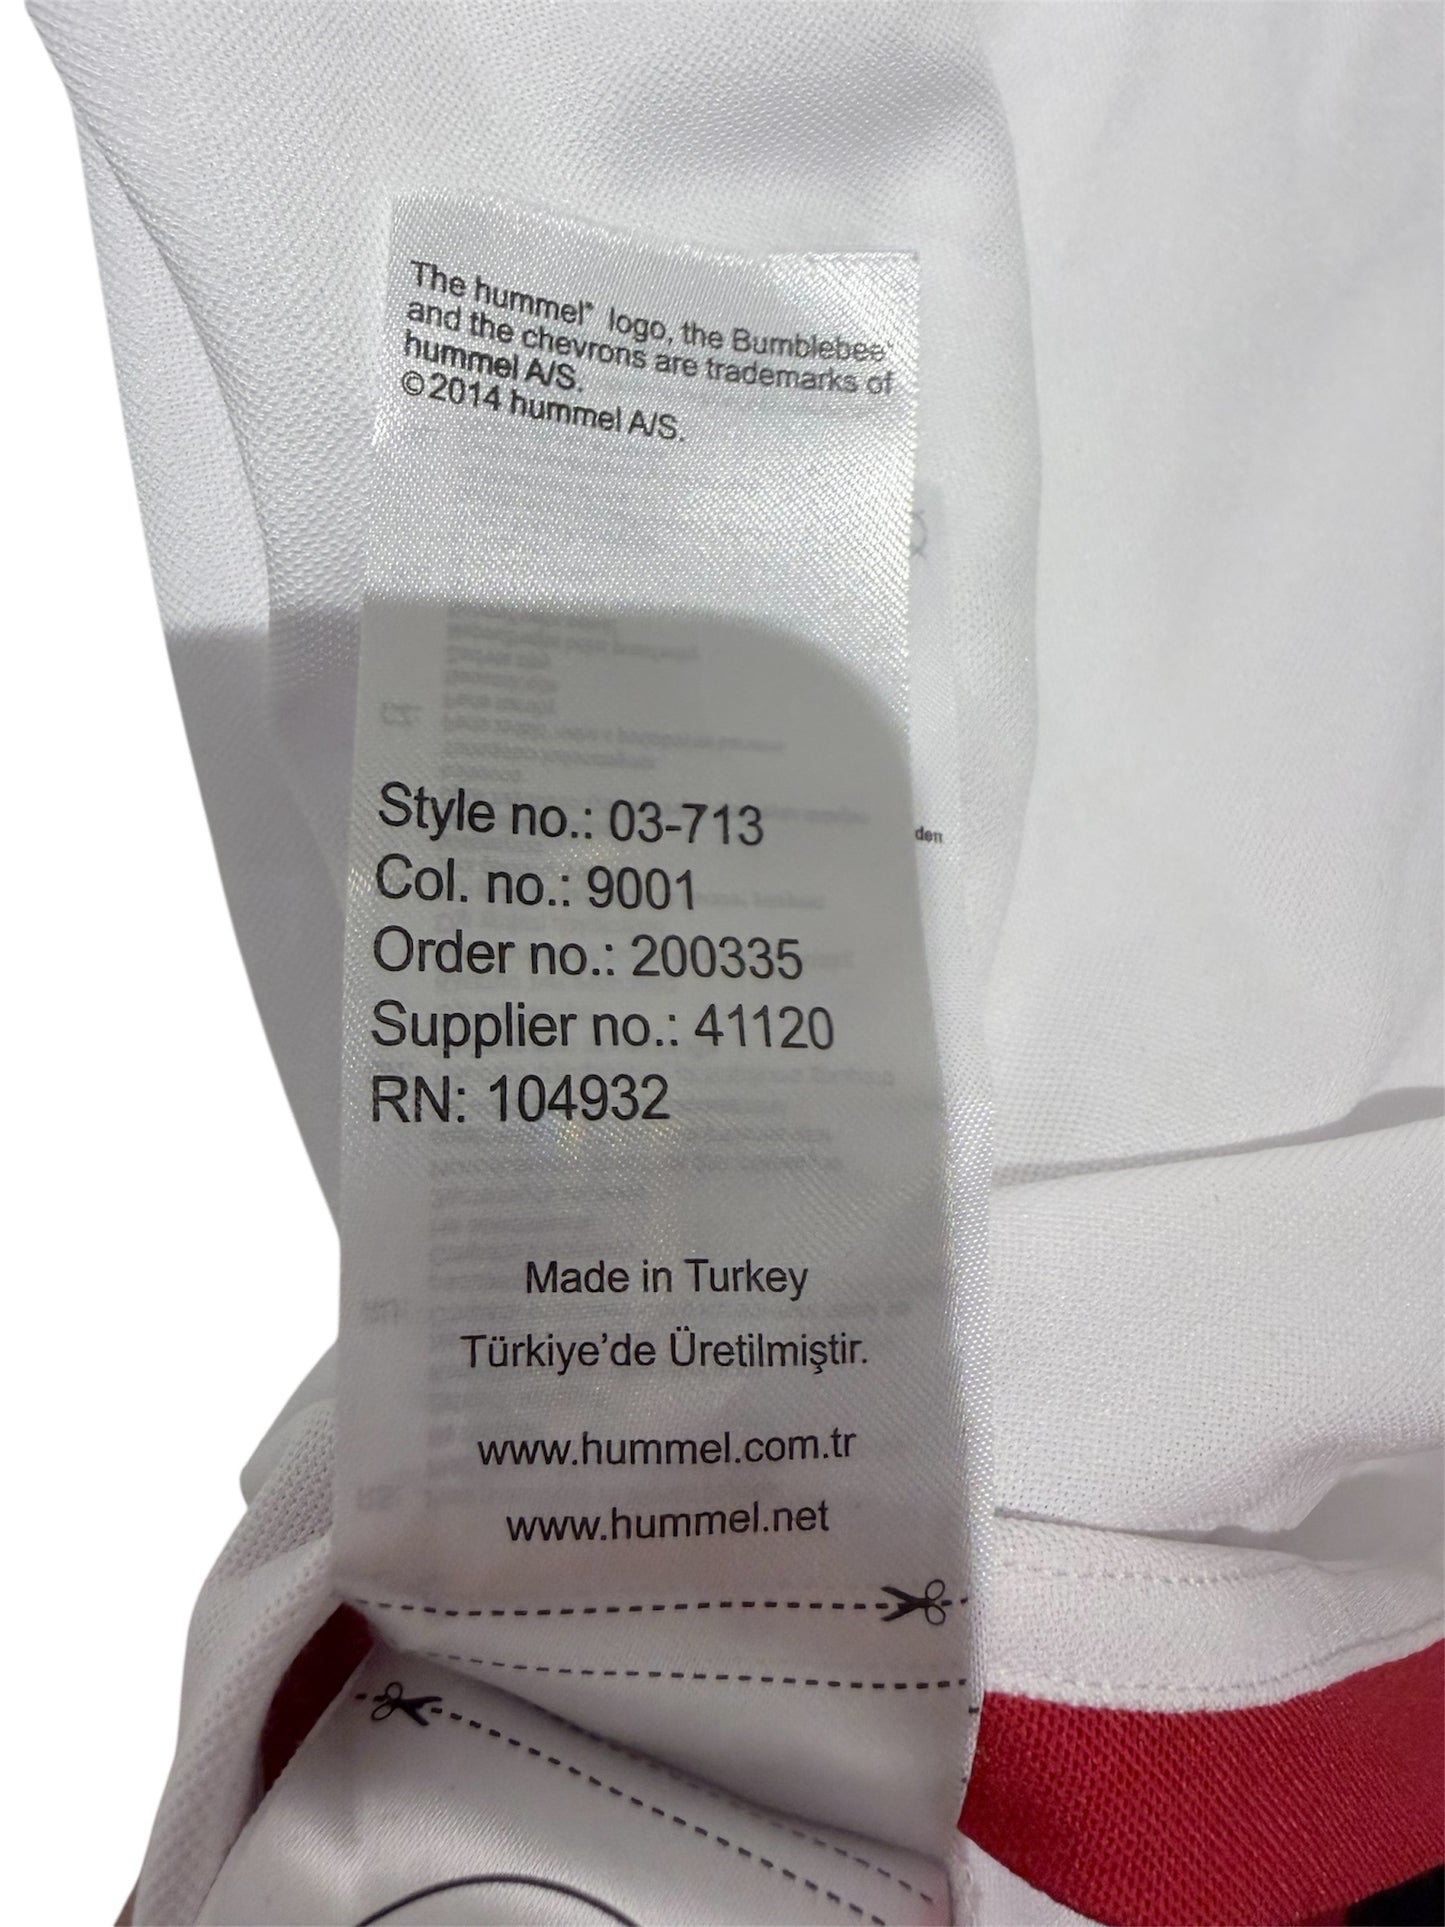 The hummel® logo, the Bumblebee
and the chevrons are trademarks of
hummel A/S.
©2014 hummel A/S.
Style no.: 03-713
Col. no.: 9001
Order no.: 200335
Supplier no.: 41120
RN: 104932
Made in Turkey
Türkiye’de Üretilmiştir.
www.hummel.com.tr
www.hummel.net
den